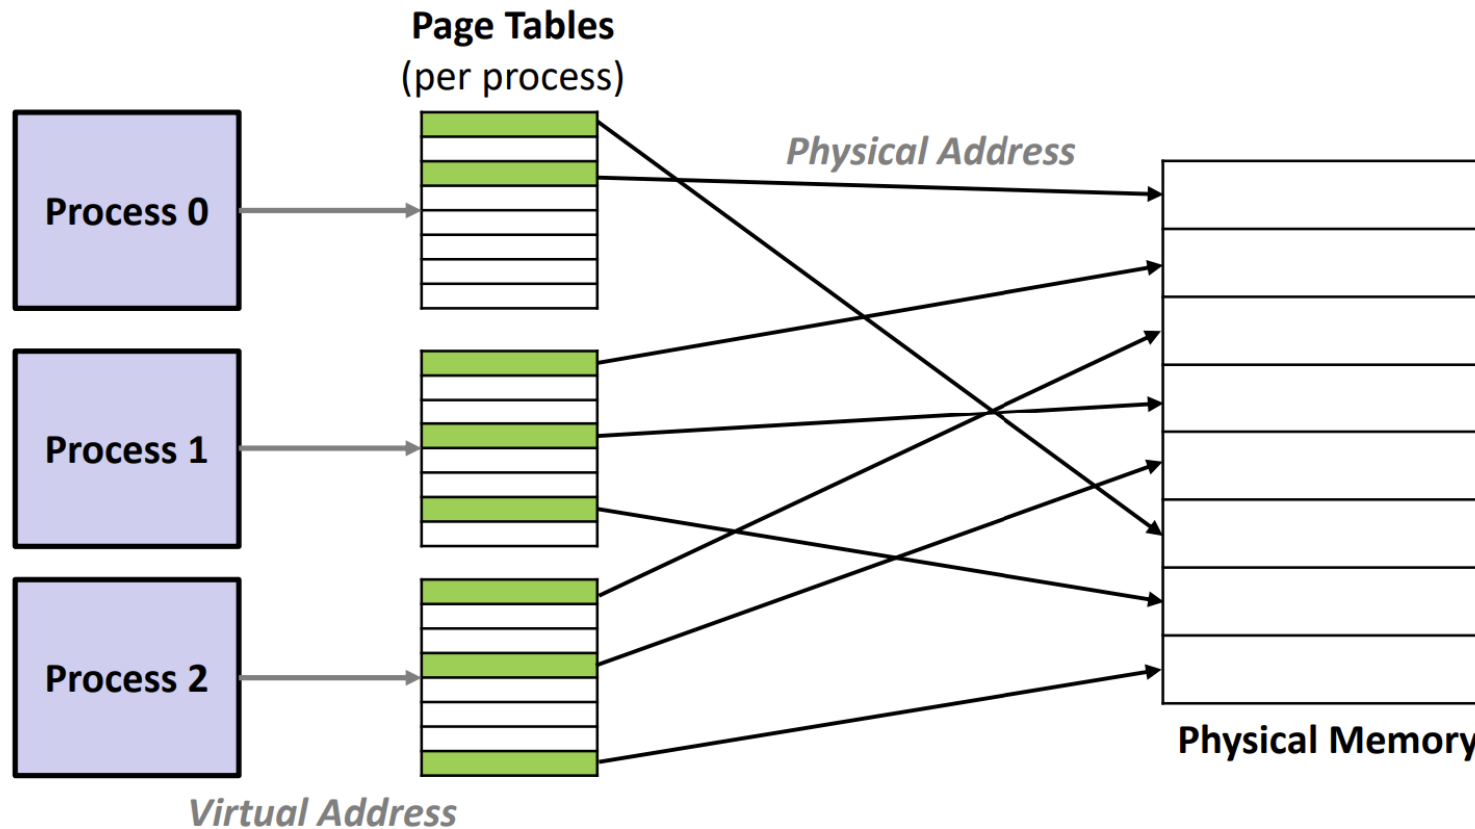 Page Tables
(per process)
Physical Address
Process 0
Process 1
Process 2
Physical Memory
Virtual Address